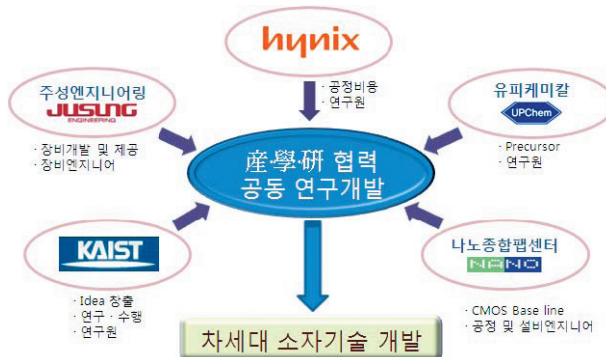 hynix
· 공정비용
· 연구원
주성엔지니어링
JUSUNG
ENGINEERING
· 장비개발 및 제공
· 장비엔지니어
유피케미칼
UPChem
· Precursor
· 연구원
産學硏 협력
공동 연구개발
KAIST
· Idea 창출
· 연구 · 수행
· 연구원
나노종합팹센터
NANO
· CMOS Base line
· 공정 및 설비엔지니어
차세대 소자기술 개발